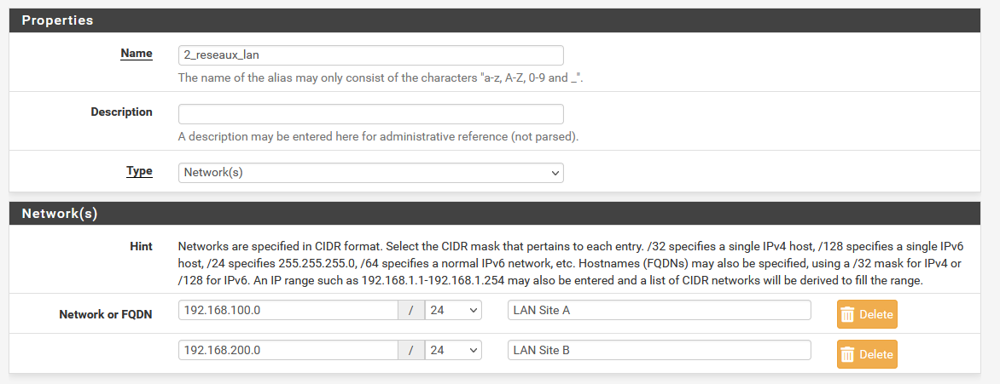 Properties
Name 2_reseaux_lan
The name of the alias may only consist of the characters "a-z, A-Z, 0-9 and _".
Description
A description may be entered here for administrative reference (not parsed).
Type Network(s)
Network(s)
Hint Networks are specified in CIDR format. Select the CIDR mask that pertains to each entry. /32 specifies a single IPv4 host, /128 specifies a single IPv6
host, /24 specifies 255.255.255.0, /64 specifies a normal IPv6 network, etc. Hostnames (FQDNs) may also be specified, using a /32 mask for IPv4 or
/128 for IPv6. An IP range such as 192.168.1.1-192.168.1.254 may also be entered and a list of CIDR networks will be derived to fill the range.
Network or FQDN 192.168.100.0 / 24 LAN Site A Delete
192.168.200.0 / 24 LAN Site B Delete